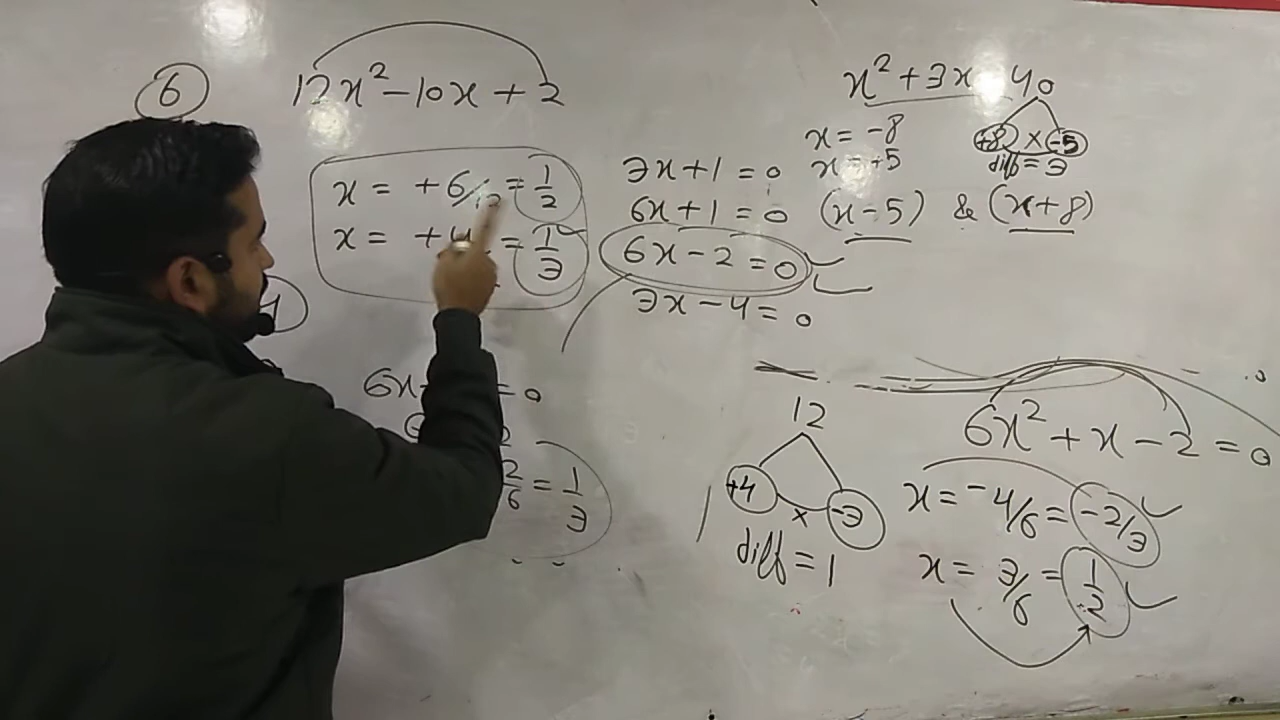 6
12x² - 10x + 2
x = +6/12 = 1/2
x = +4 = 1/3
3x + 1 = 0
6x + 1 = 0
6x - 2 = 0
3x - 4 = 0
6x = 0
2/6 = 1/3
x² + 3x 40
x = -8
x = +5
+8 x -5
diff = 3
(x-5) & (x+8)
12
+4 x -3
diff = 1
6x² + x - 2 = 0
x = -4/6 = -2/3
x = 3/6 = 1/2